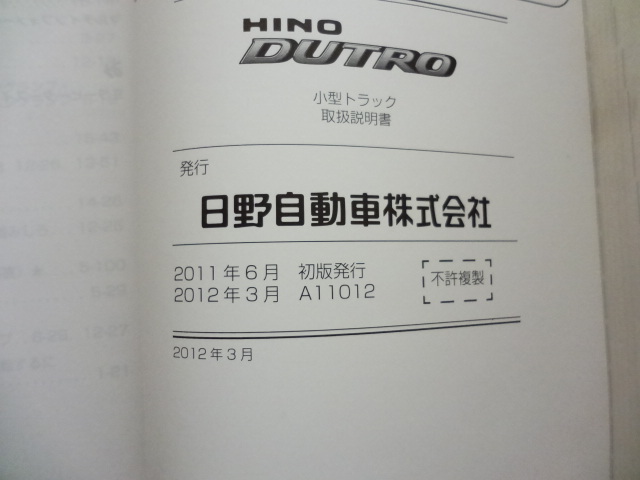 HINO
DUTRO
小型トラック
取扱説明書
発行
日野自動車株式会社
2011年6月 初版発行
2012年3月 A11012
不許複製
2012年3月